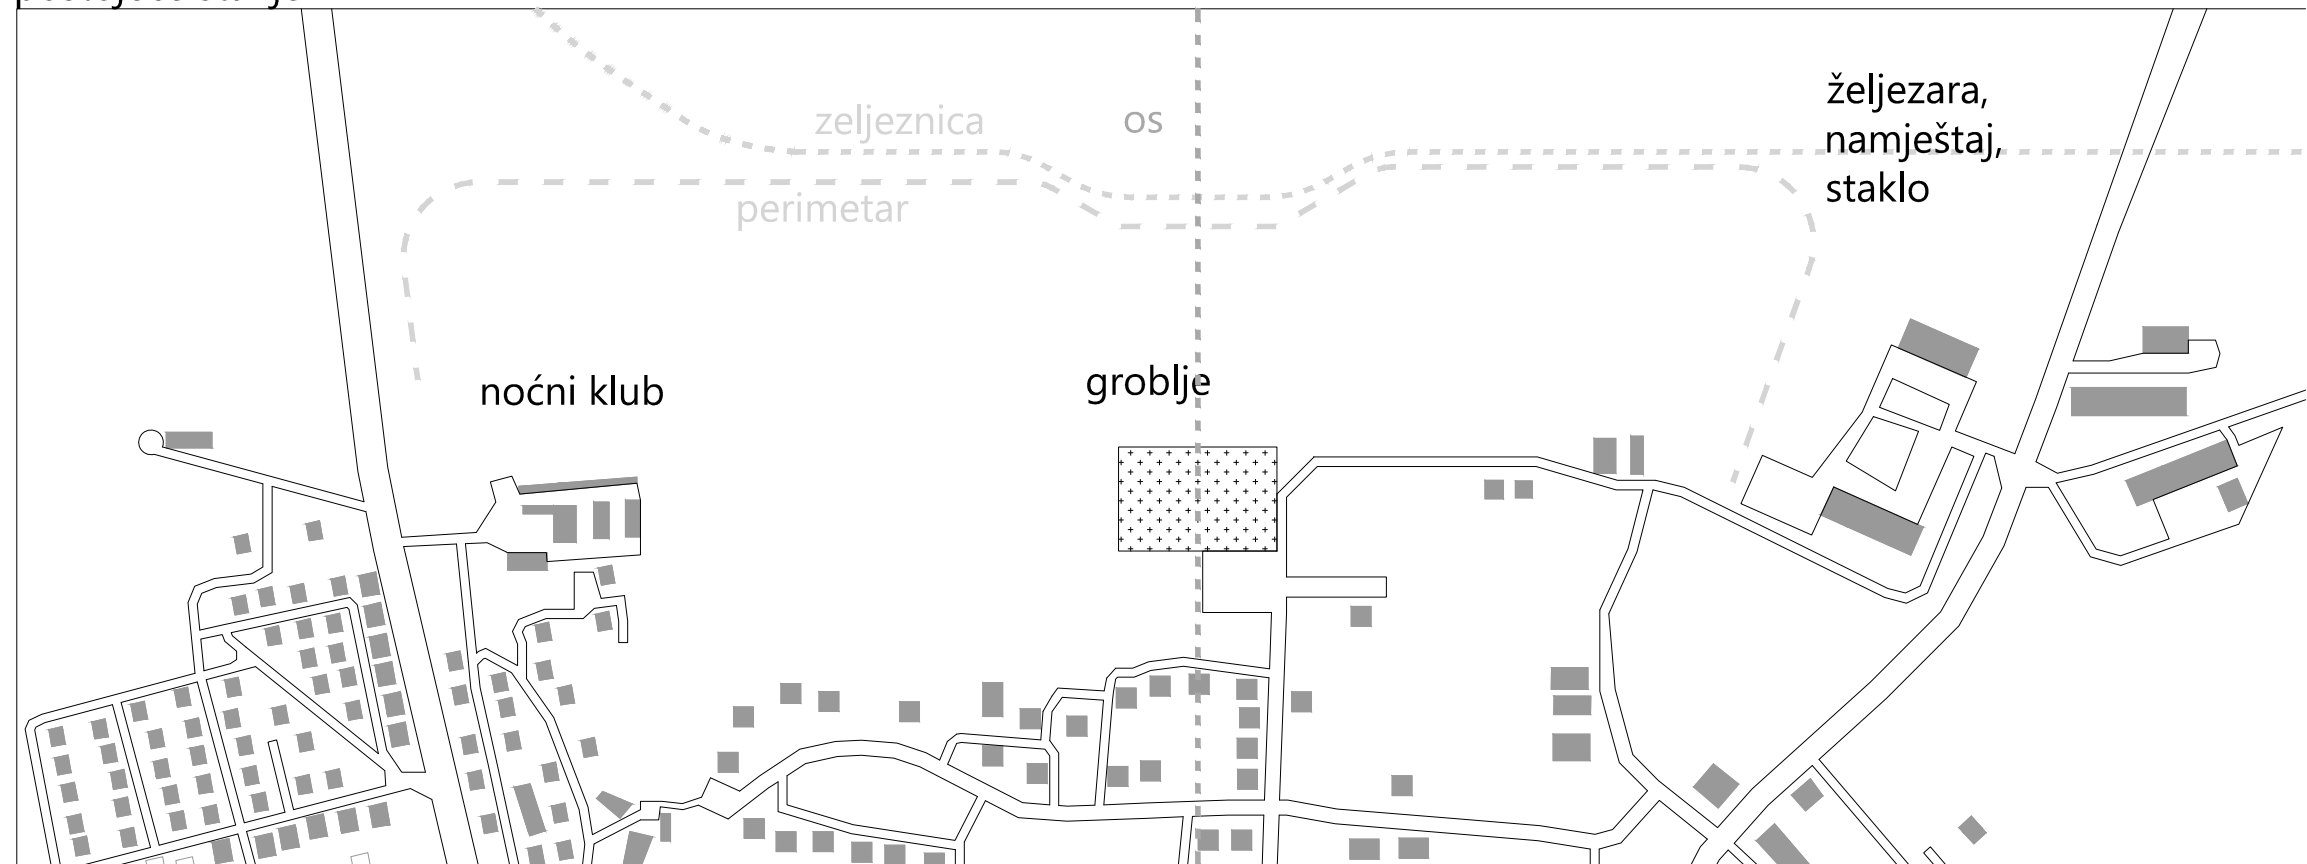 željezara,
namještaj,
staklo
zeljeznica
os
perimetar
noćni klub
groblje